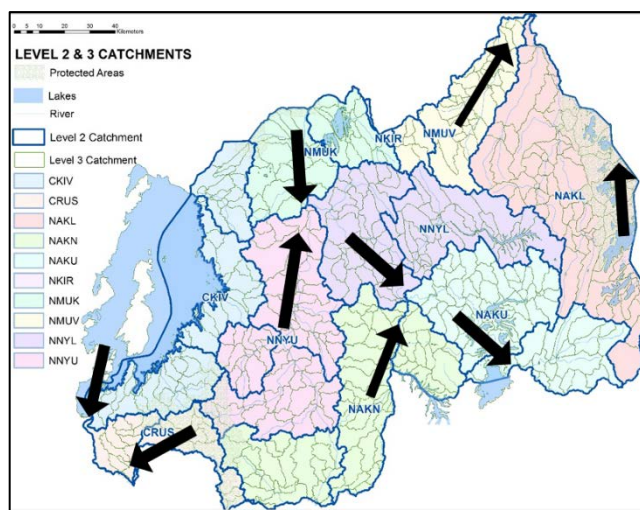 0 5 10 20 30 40
Kilometers
LEVEL 2 & 3 CATCHMENTS
Protected Areas
Lakes
River
Level 2 Catchment
Level 3 Catchment
CKIV
CRUS
NAKL
NAKN
NAKU
NKIR
NMUK
NMUV
NNYL
NNYU
NMUK
NKIR
NMUV
NAKL
NNYL
CKIV
NNYU
NAKU
NAKN
CRUS